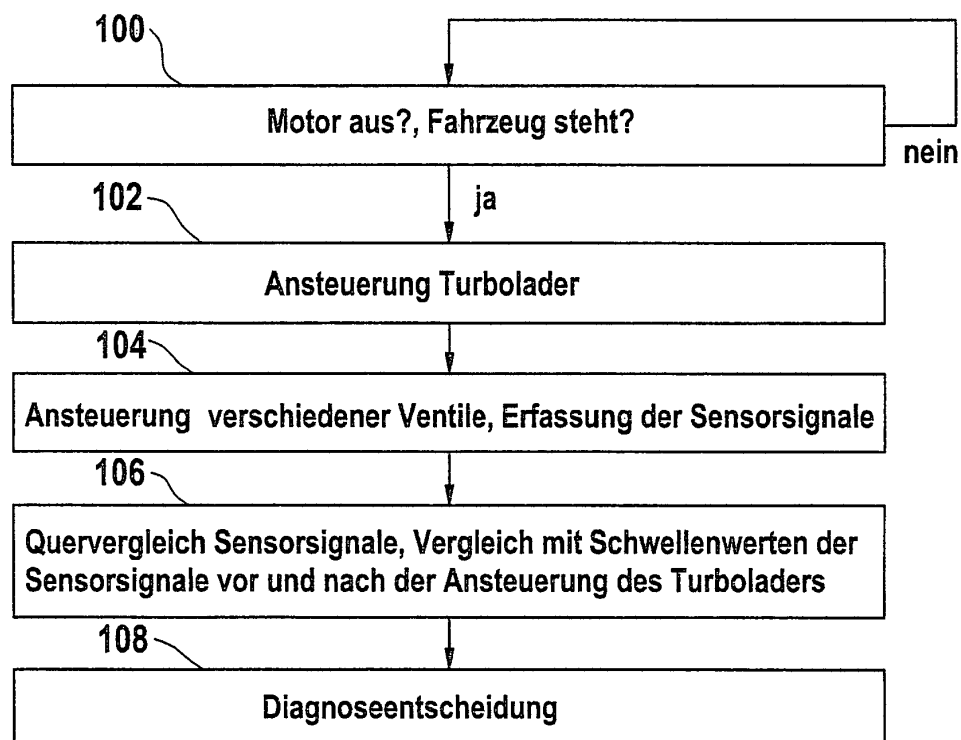 100
Motor aus?, Fahrzeug steht?
nein
ja
102
Ansteuerung Turbolader
104
Ansteuerung verschiedener Ventile, Erfassung der Sensorsignale
106
Quervergleich Sensorsignale, Vergleich mit Schwellenwerten der
Sensorsignale vor und nach der Ansteuerung des Turboladers
108
Diagnoseentscheidung